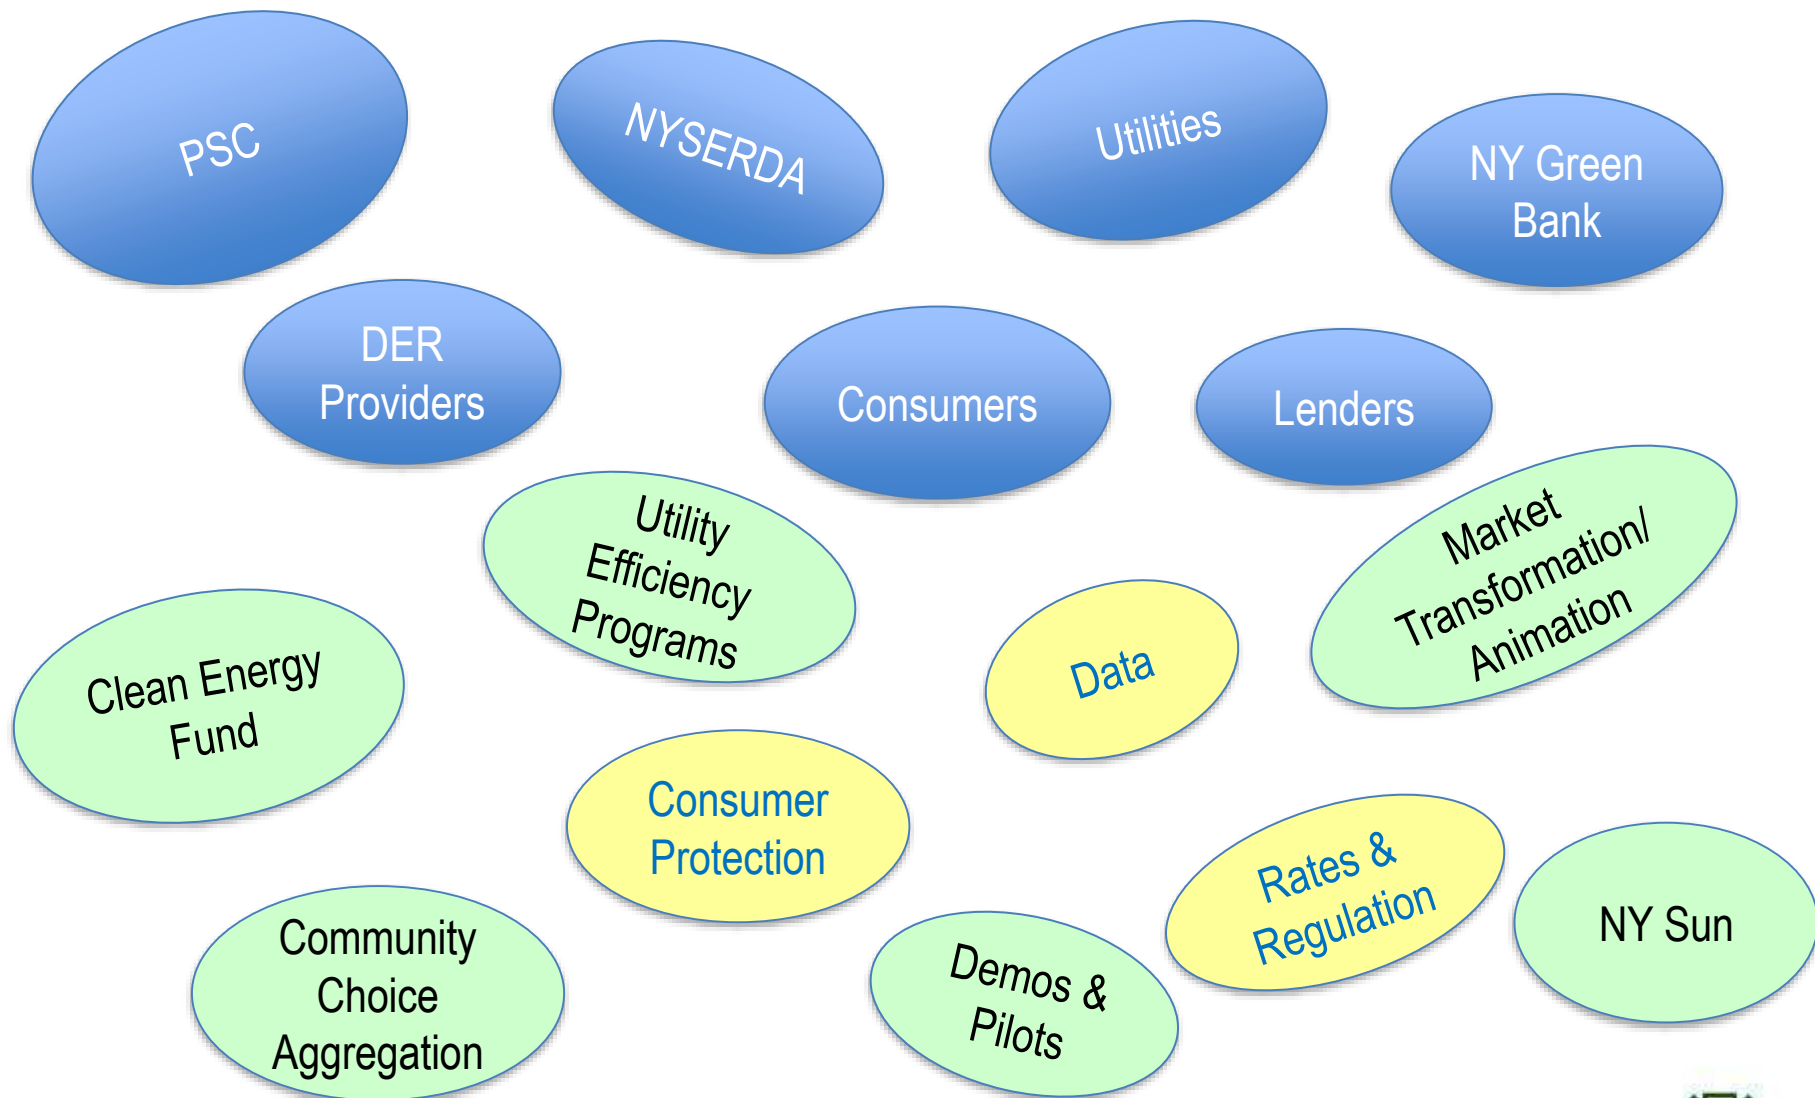 PSC
NYSERDA
Utilities
NY Green
Bank
DER
Providers
Consumers
Lenders
Utility
Efficiency
Programs
Market
Transformation/
Animation
Clean Energy
Fund
Data
Consumer
Protection
Rates &
Regulation
NY Sun
Community
Choice
Aggregation
Demos &
Pilots